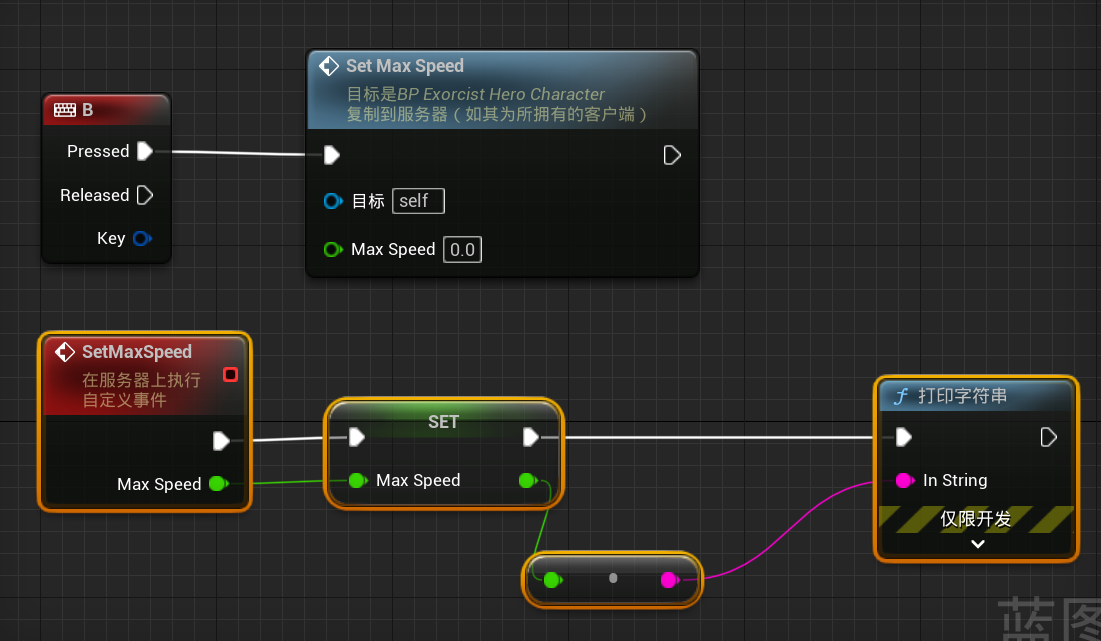 B
Pressed
Released
Key
Set Max Speed
目标是BP Exorcist Hero Character
复制到服务器（如其为所拥有的客户端）
目标 self
Max Speed 0.0
SetMaxSpeed
在服务器上执行
自定义事件
Max Speed
SET
Max Speed
打印字符串
In String
仅限开发
蓝图